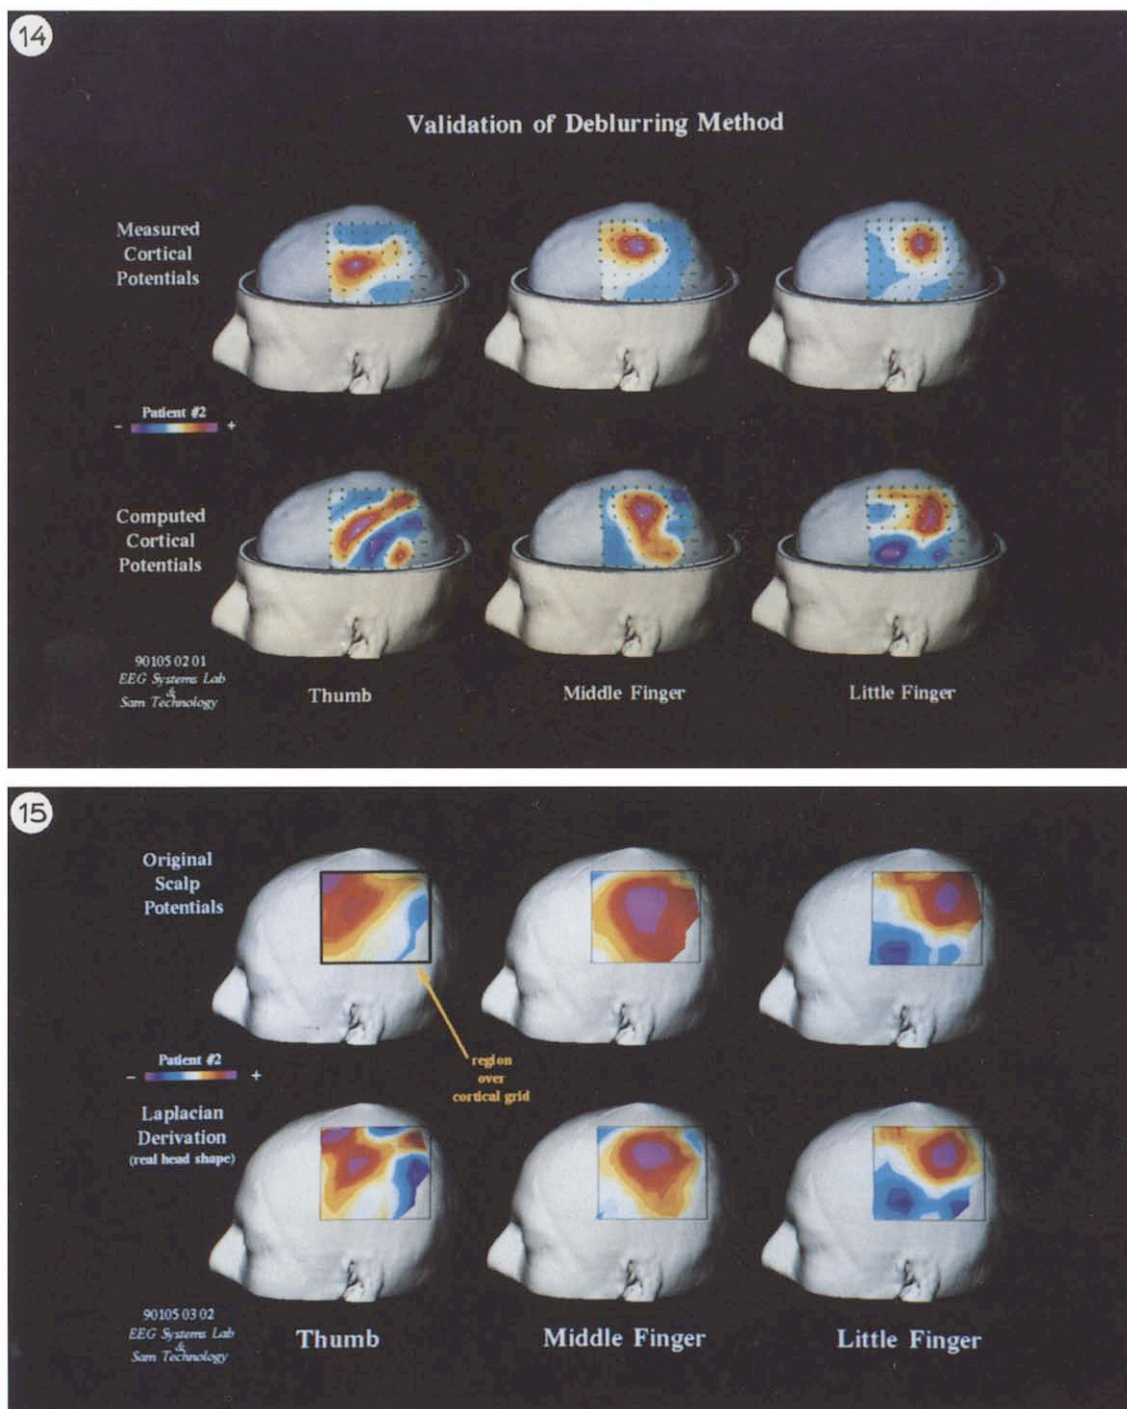 14
Validation of Deblurring Method
Measured
Cortical
Potentials
Patient #2
- +
Computed
Cortical
Potentials
90105 02 01
EEG Systems Lab
&
Sam Technology
Thumb
Middle Finger
Little Finger
15
Original
Scalp
Potentials
Patient #2
- +
region
over
cortical grid
Laplacian
Derivation
(real head shape)
90105 03 02
EEG Systems Lab
&
Sam Technology
Thumb
Middle Finger
Little Finger